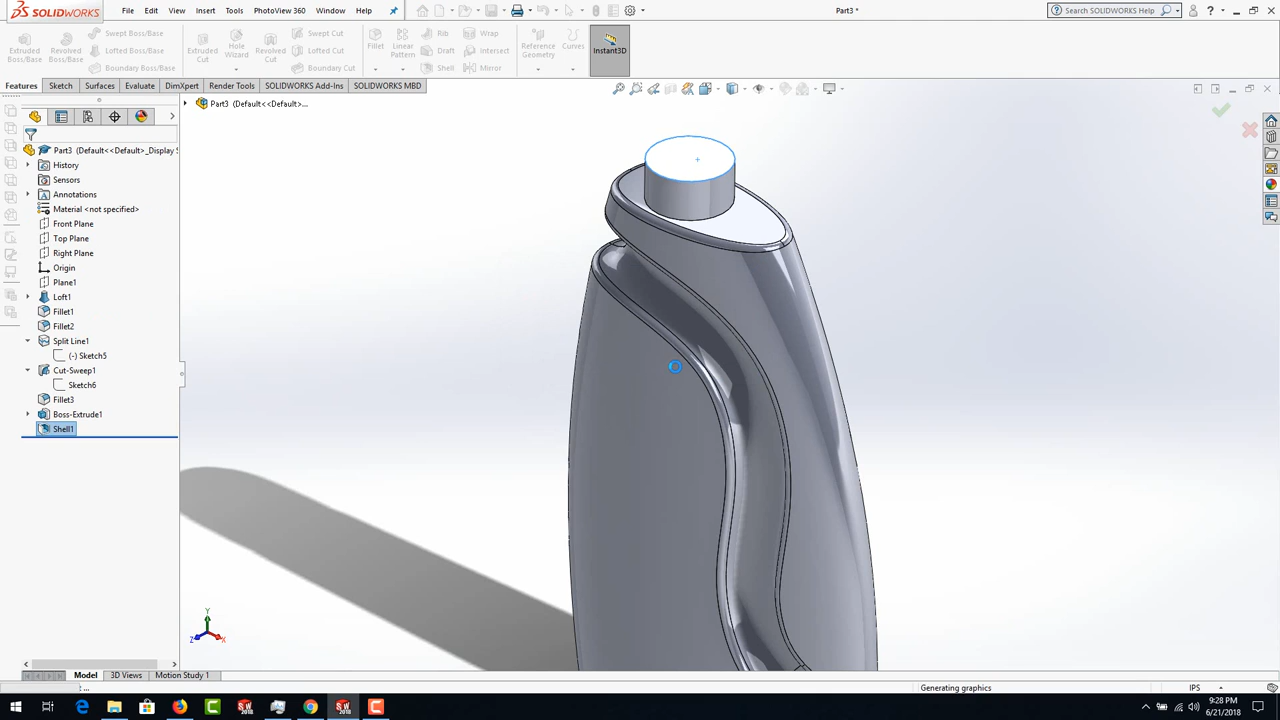 SOLIDWORKS
File Edit View Insert Tools PhotoView 360 Window Help
Part3 *
Search SOLIDWORKS Help
Extruded Boss/Base
Revolved Boss/Base
Swept Boss/Base
Lofted Boss/Base
Boundary Boss/Base
Extruded Cut
Hole Wizard
Revolved Cut
Swept Cut
Lofted Cut
Boundary Cut
Fillet
Linear Pattern
Rib
Draft
Shell
Wrap
Intersect
Mirror
Reference Geometry
Curves
Instant3D
Features Sketch Surfaces Evaluate DimXpert Render Tools SOLIDWORKS Add-Ins SOLIDWORKS MBD
Part3 (Default<<Default>...
Part3 (Default<<Default>_Display S
History
Sensors
Annotations
Material <not specified>
Front Plane
Top Plane
Right Plane
Origin
Plane1
Loft1
Fillet1
Fillet2
Split Line1
(-) Sketch5
Cut-Sweep1
Sketch6
Fillet3
Boss-Extrude1
Shell1
Y
Z X
Model 3D Views Motion Study 1
... Generating graphics IPS
9:28 PM
6/21/2018